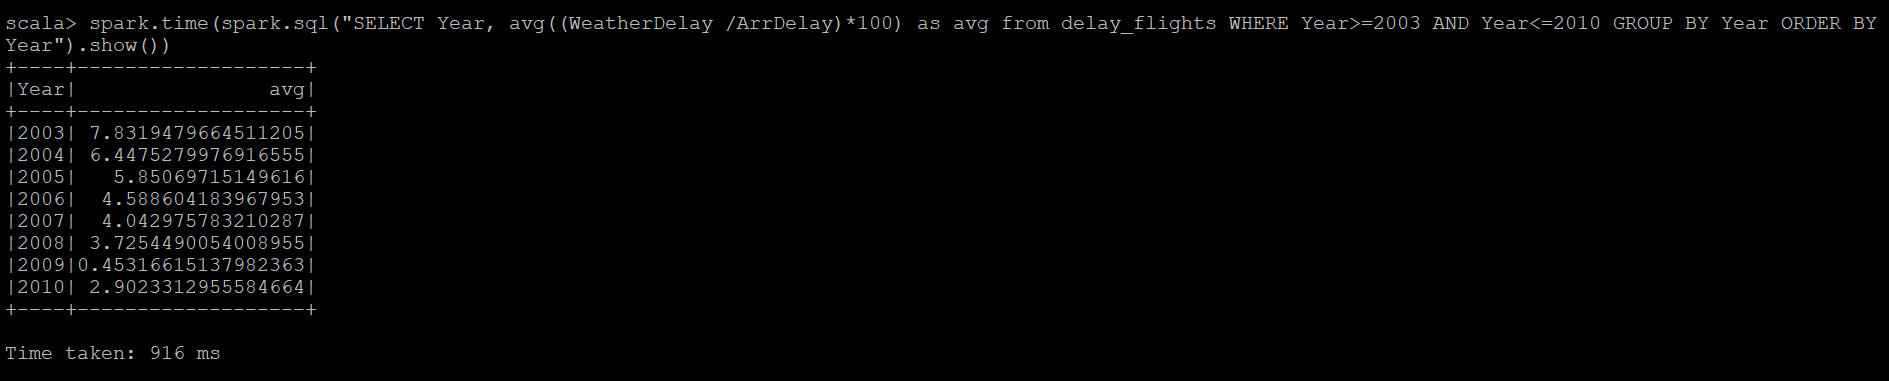 scala> spark.time(spark.sql("SELECT Year, avg((WeatherDelay /ArrDelay)*100) as avg from delay_flights WHERE Year>=2003 AND Year<=2010 GROUP BY Year ORDER BY
Year").show())
+----+-------------------+
|Year|                avg|
+----+-------------------+
|2003| 7.8319479664511205|
|2004| 6.4475279976916555|
|2005|   5.85069715149616|
|2006|  4.588604183967953|
|2007|  4.042975783210287|
|2008| 3.7254490054008955|
|2009|0.45316615137982363|
|2010| 2.9023312955584664|
+----+-------------------+
Time taken: 916 ms